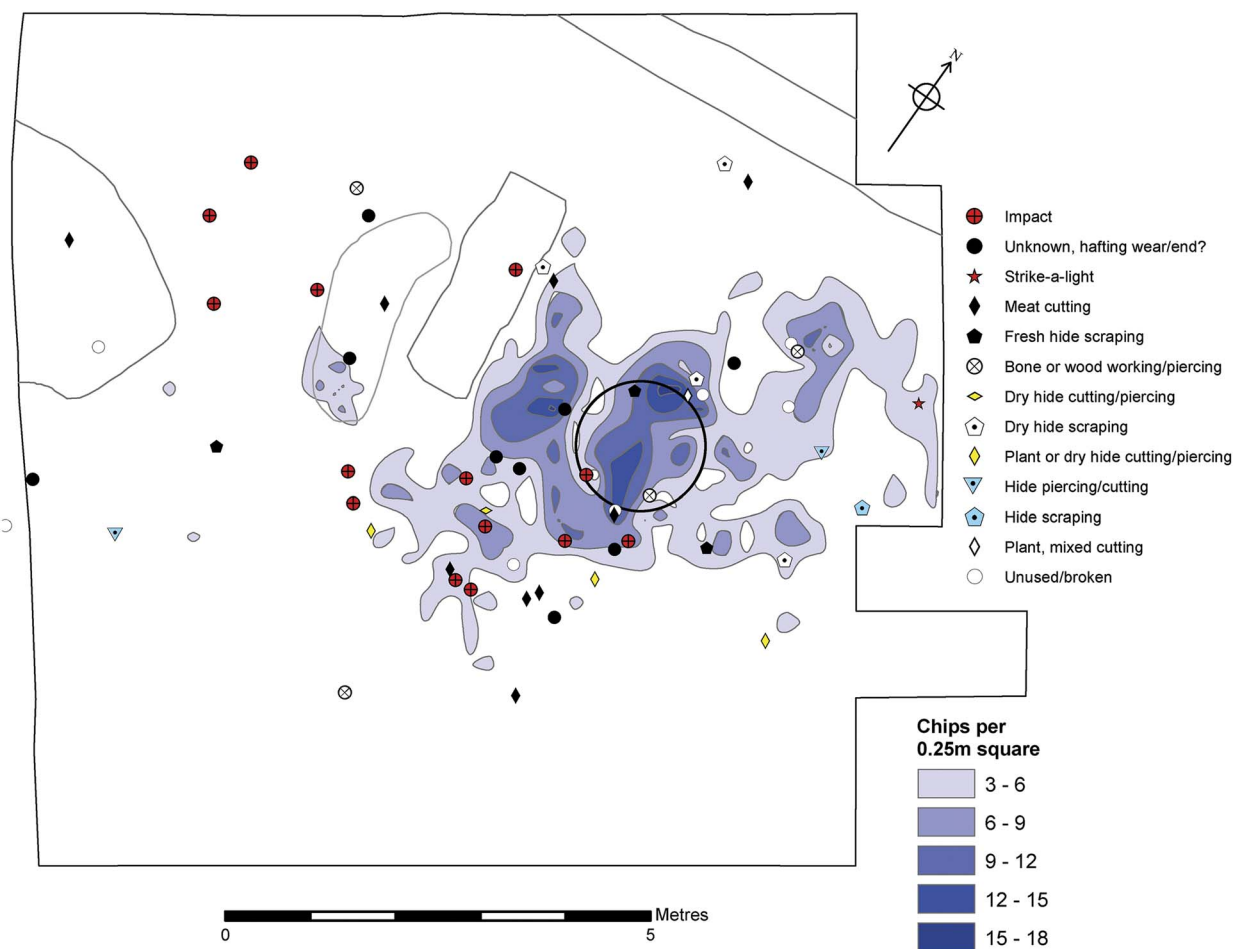 N
Impact
Unknown, hafting wear/end?
Strike-a-light
Meat cutting
Fresh hide scraping
Bone or wood working/piercing
Dry hide cutting/piercing
Dry hide scraping
Plant or dry hide cutting/piercing
Hide piercing/cutting
Hide scraping
Plant, mixed cutting
Unused/broken
Chips per
0.25m square
3 - 6
6 - 9
9 - 12
12 - 15
15 - 18
Metres
0 5